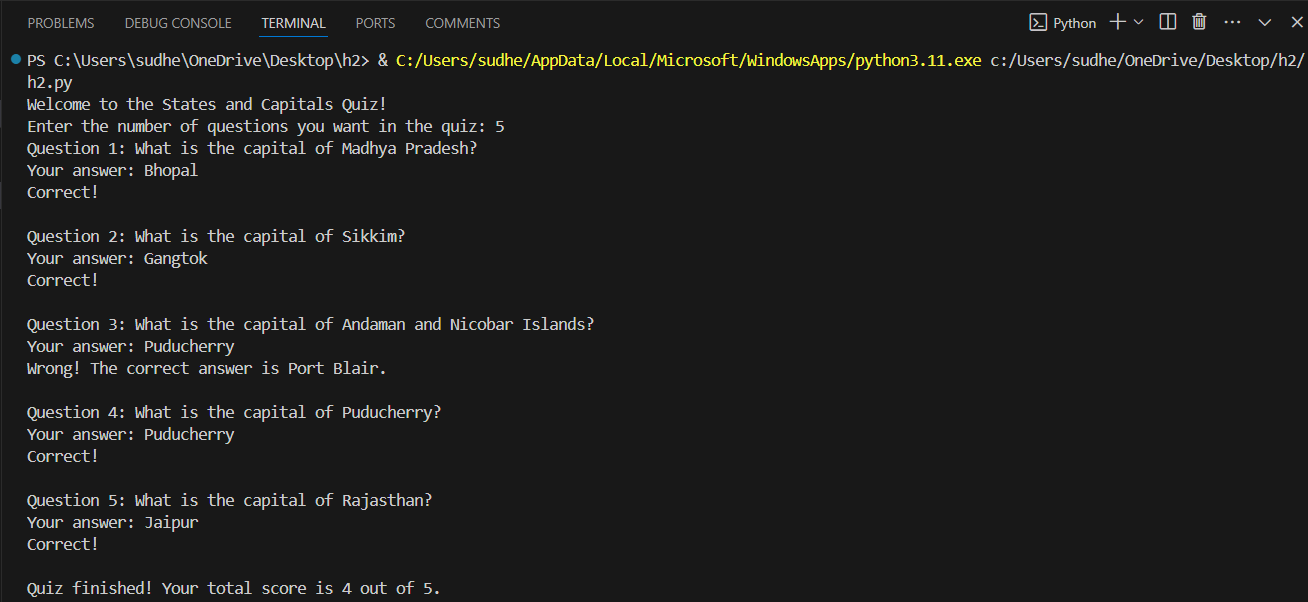 PROBLEMS DEBUG CONSOLE TERMINAL PORTS COMMENTS Python
PS C:\Users\sudhe\OneDrive\Desktop\h2> & C:/Users/sudhe/AppData/Local/Microsoft/WindowsApps/python3.11.exe c:/Users/sudhe/OneDrive/Desktop/h2/
h2.py
Welcome to the States and Capitals Quiz!
Enter the number of questions you want in the quiz: 5
Question 1: What is the capital of Madhya Pradesh?
Your answer: Bhopal
Correct!
Question 2: What is the capital of Sikkim?
Your answer: Gangtok
Correct!
Question 3: What is the capital of Andaman and Nicobar Islands?
Your answer: Puducherry
Wrong! The correct answer is Port Blair.
Question 4: What is the capital of Puducherry?
Your answer: Puducherry
Correct!
Question 5: What is the capital of Rajasthan?
Your answer: Jaipur
Correct!
Quiz finished! Your total score is 4 out of 5.